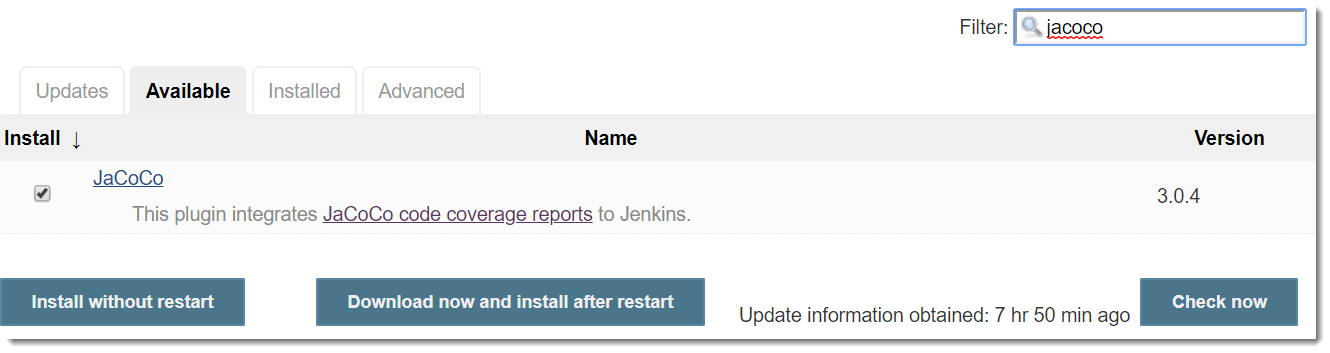 Filter: jacoco
Updates Available Installed Advanced
Install ↓ Name Version
JaCoCo
3.0.4
This plugin integrates JaCoCo code coverage reports to Jenkins.
Install without restart Download now and install after restart Update information obtained: 7 hr 50 min ago Check now